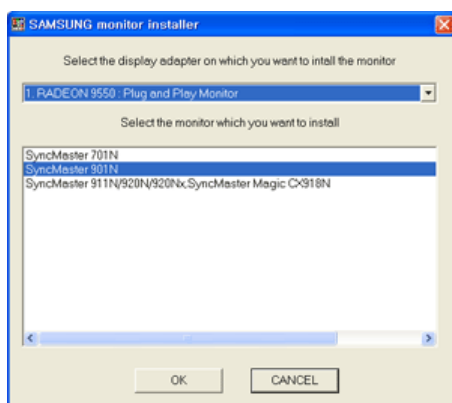 SAMSUNG monitor installer
Select the display adapter on which you want to intall the monitor
1. RADEON 9550 : Plug and Play Monitor
Select the monitor which you want to install
SyncMaster 701N
SyncMaster 901N
SyncMaster 911N/920N/920Nx,SyncMaster Magic CX918N
OK
CANCEL